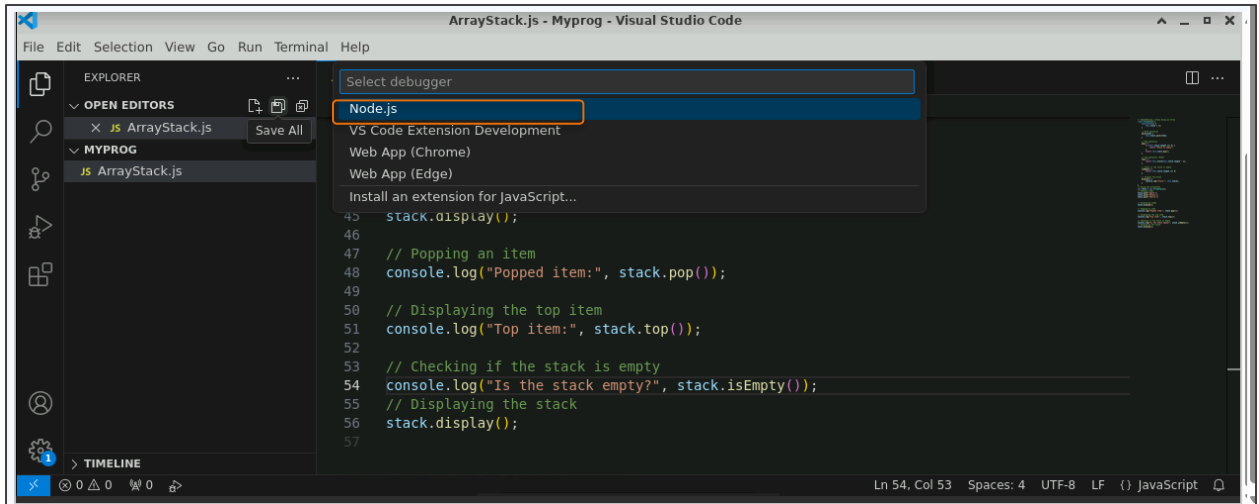 ArrayStack.js - Myprog - Visual Studio Code
File Edit Selection View Go Run Terminal Help
EXPLORER
OPEN EDITORS
JS ArrayStack.js
Save All
MYPROG
JS ArrayStack.js
TIMELINE
Select debugger
Node.js
VS Code Extension Development
Web App (Chrome)
Web App (Edge)
Install an extension for JavaScript...
45 stack.display();
46
47 // Popping an item
48 console.log("Popped item:", stack.pop());
49
50 // Displaying the top item
51 console.log("Top item:", stack.top());
52
53 // Checking if the stack is empty
54 console.log("Is the stack empty?", stack.isEmpty());
55 // Displaying the stack
56 stack.display();
57
1
0 0 0 Ln 54, Col 53 Spaces: 4 UTF-8 LF {} JavaScript